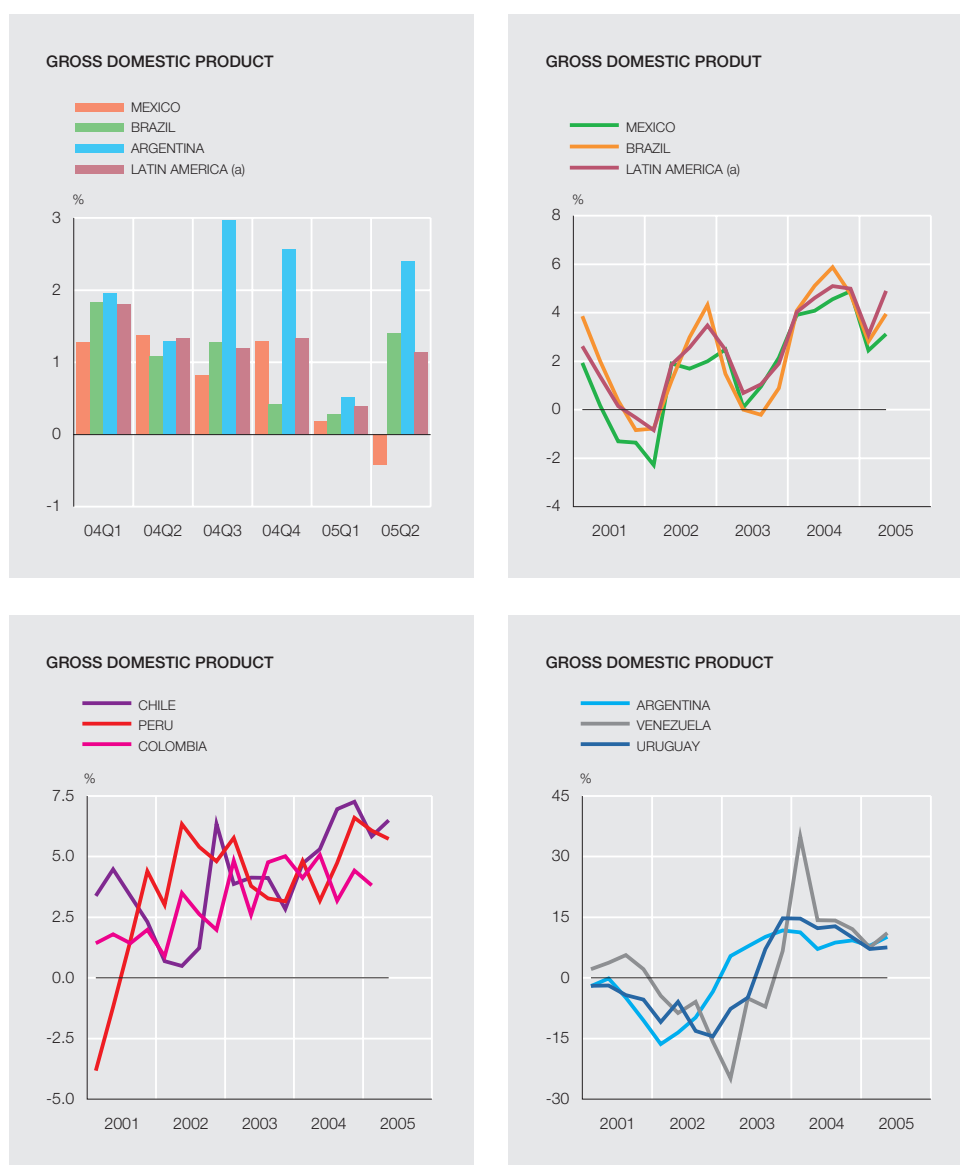 GROSS DOMESTIC PRODUCT
MEXICO
BRAZIL
ARGENTINA
LATIN AMERICA (a)
%
3
2
1
0
-1
04Q1 04Q2 04Q3 04Q4 05Q1 05Q2
GROSS DOMESTIC PRODUT
MEXICO
BRAZIL
LATIN AMERICA (a)
%
8
6
4
2
0
-2
-4
2001 2002 2003 2004 2005
GROSS DOMESTIC PRODUCT
CHILE
PERU
COLOMBIA
%
7.5
5.0
2.5
0.0
-2.5
-5.0
2001 2002 2003 2004 2005
GROSS DOMESTIC PRODUCT
ARGENTINA
VENEZUELA
URUGUAY
%
45
30
15
0
-15
-30
2001 2002 2003 2004 2005